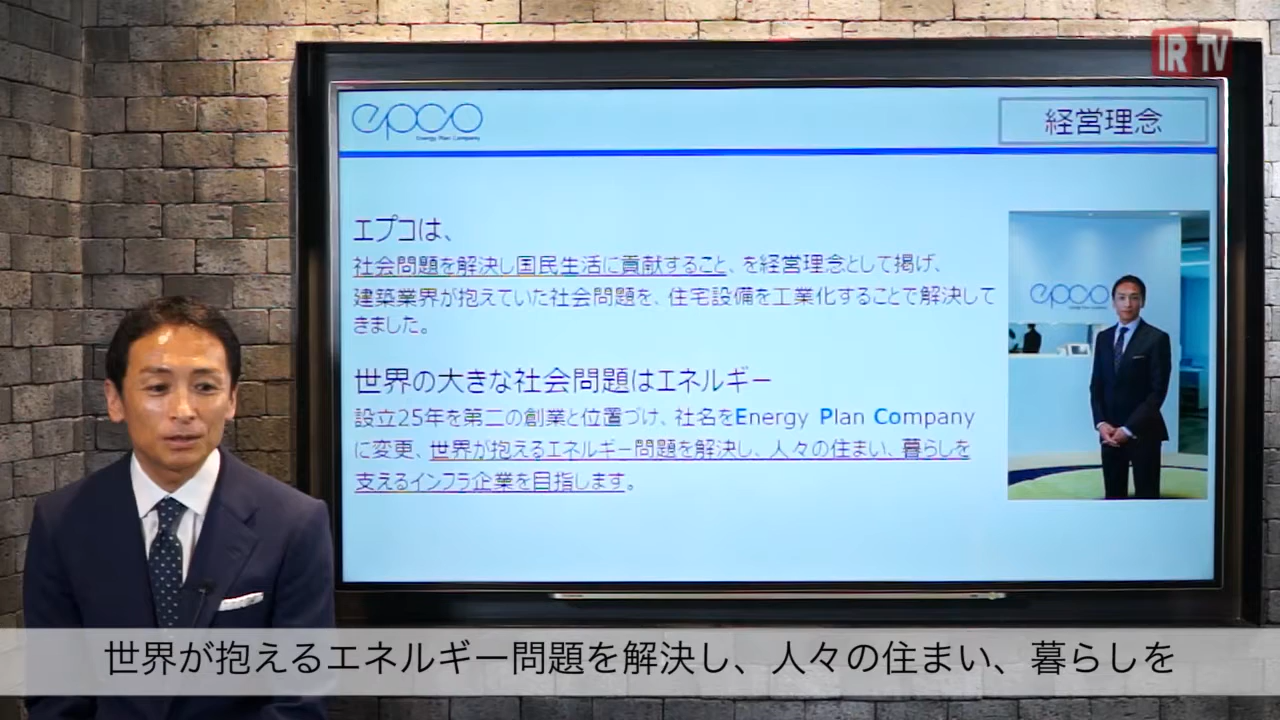 IR TV
epco
Energy Plan Company
経営理念
エプコは、
社会問題を解決し国民生活に貢献すること、を経営理念として掲げ、
建築業界が抱えていた社会問題を、住宅設備を工業化することで解決して
きました。
epco
世界の大きな社会問題はエネルギー
設立25年を第二の創業と位置づけ、社名をEnergy Plan Company
に変更、世界が抱えるエネルギー問題を解決し、人々の住まい、暮らしを
支えるインフラ企業を目指します。
世界が抱えるエネルギー問題を解決し、人々の住まい、暮らしを